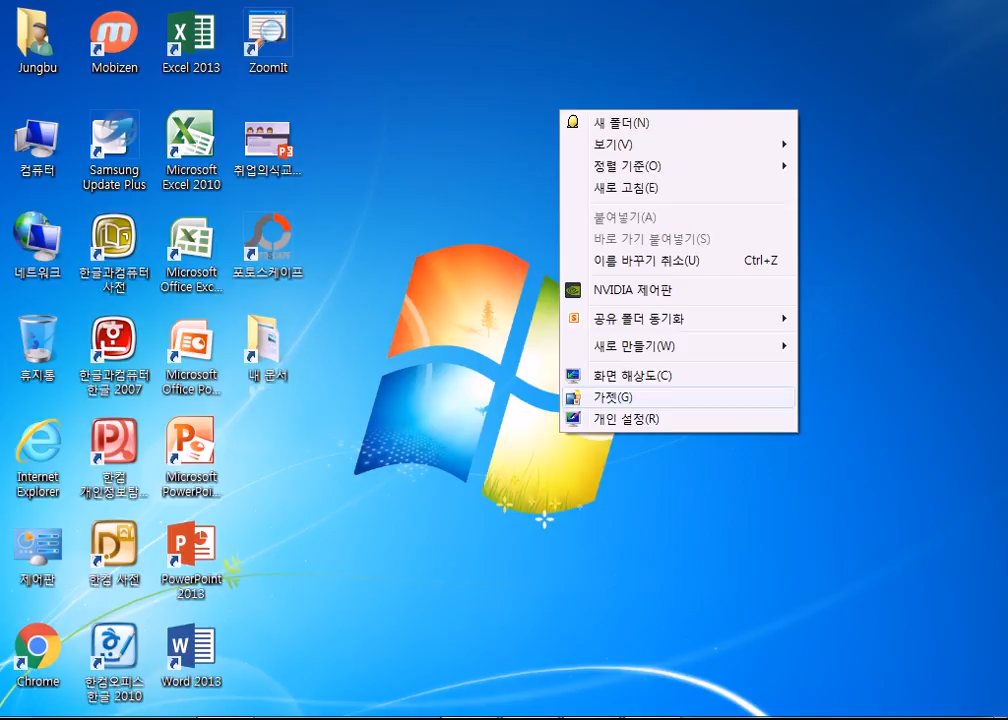 Jungbu
Mobizen
Excel 2013
ZoomIt
컴퓨터
Samsung
Update Plus
Microsoft
Excel 2010
취업의식교...
네트워크
한글과컴퓨터
사전
Microsoft
Office Exc...
포토스케이프
휴지통
한글과컴퓨터
한글 2007
Microsoft
Office Po...
내 문서
Internet
Explorer
한컴
개인정보탐...
Microsoft
PowerPoi...
제어판
한컴 사전
PowerPoint
2013
Chrome
한컴오피스
한글 2010
Word 2013
새 폴더(N)
보기(V)
정렬 기준(O)
새로 고침(E)
붙여넣기(A)
바로 가기 붙여넣기(S)
이름 바꾸기 취소(U) Ctrl+Z
NVIDIA 제어판
공유 폴더 동기화
새로 만들기(W)
화면 해상도(C)
가젯(G)
개인 설정(R)